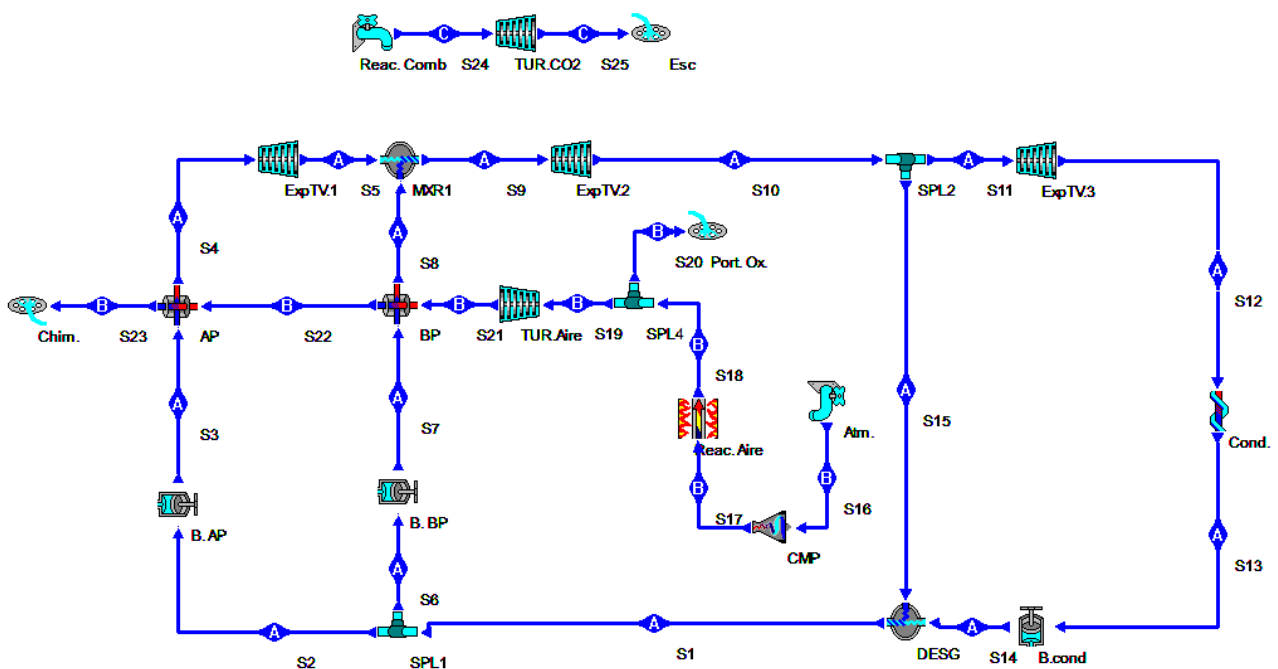 C C
Reac. Comb S24 TUR.CO2 S25 Esc
A A A A
ExpTV.1 S5 MXR1 S9 ExpTV.2 S10 SPL2 S11 ExpTV.3
A A B
S4 S8 S20 Port. Ox. A
B B B B S12
Chim. S23 AP S22 BP S21 TUR.Aire S19 SPL4
B
S18
A A A
S3 S7 Reac. Aire Atm. S15 Cond.
B B
S17 S16
B. AP B. BP CMP
A A
S6 S13
A A A
S2 SPL1 S1 DESG S14 B.cond